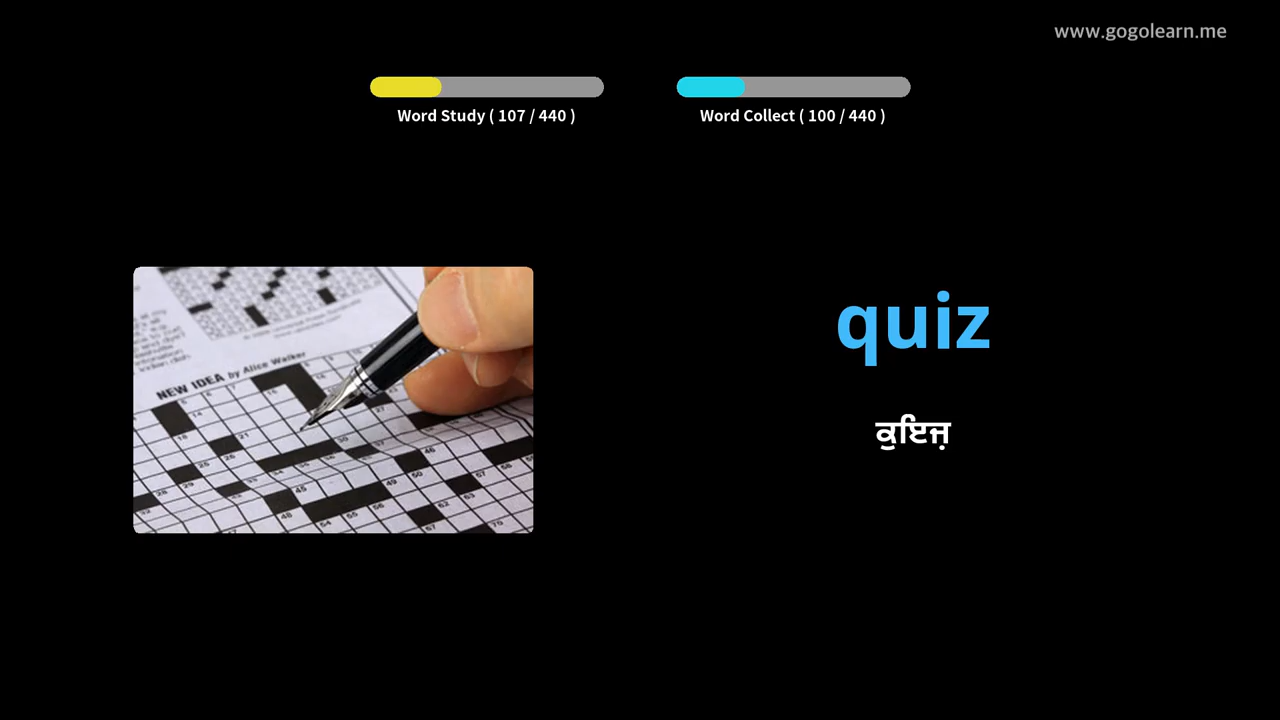 www.gogolearn.me
Word Study ( 107 / 440 )
Word Collect ( 100 / 440 )
NEW IDEA by Alice Walker
quiz
ਕੁਇਜ਼